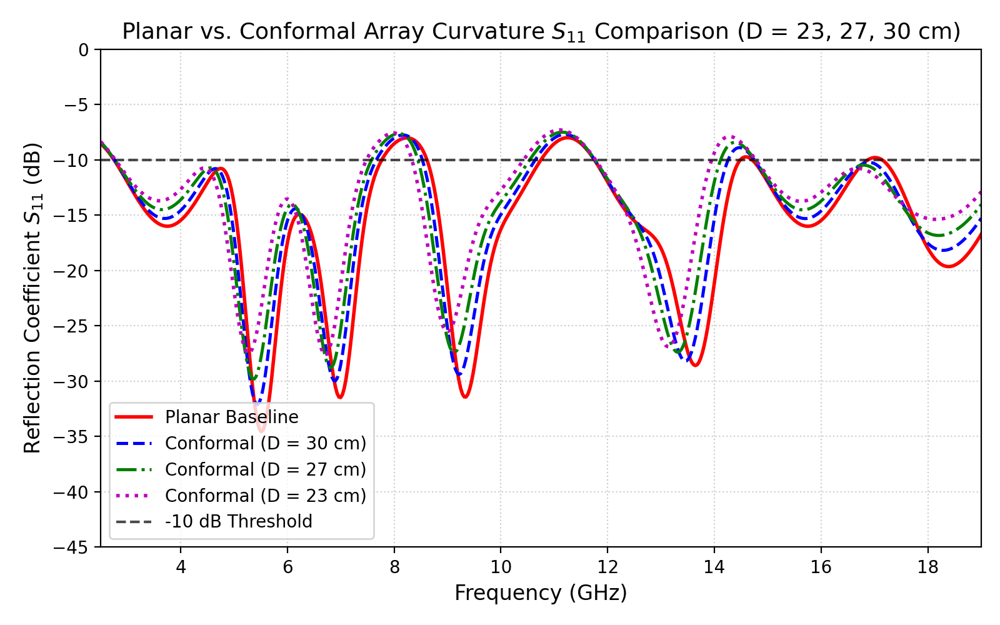 Planar vs. Conformal Array Curvature S11 Comparison (D = 23, 27, 30 cm)
0
−5
−10
−15
−20
−25
−30
−35
−40
−45
Reflection Coefficient S11 (dB)
Planar Baseline
Conformal (D = 30 cm)
Conformal (D = 27 cm)
Conformal (D = 23 cm)
-10 dB Threshold
4 6 8 10 12 14 16 18
Frequency (GHz)